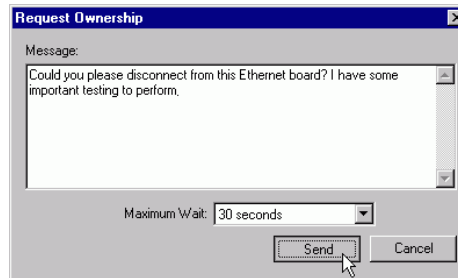 Request Ownership
Message:
Could you please disconnect from this Ethernet board? I have some
important testing to perform.
Maximum Wait: 30 seconds
Send Cancel